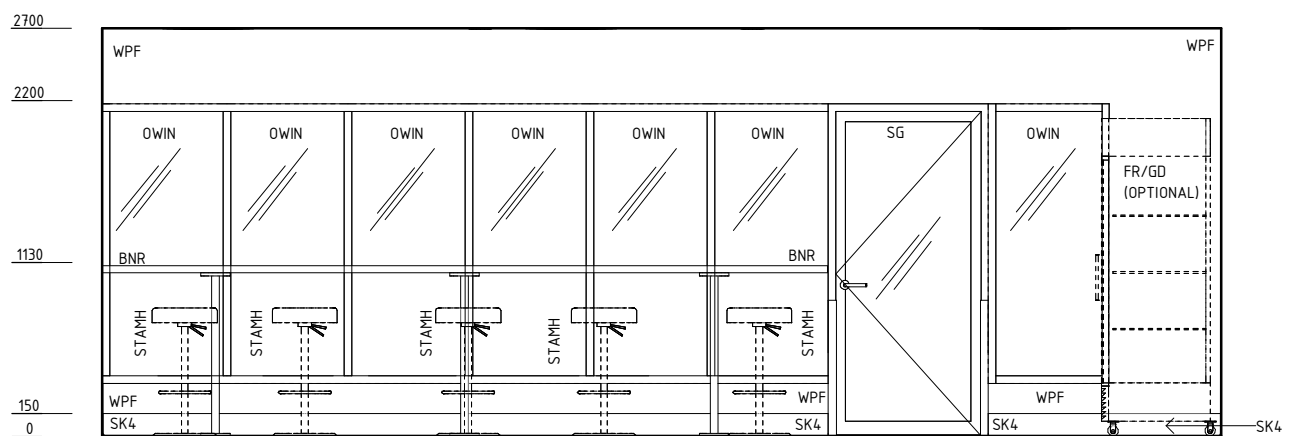 2700
WPF
WPF
2200
OWIN
OWIN
OWIN
OWIN
OWIN
OWIN
SG
OWIN
FR/GD
(OPTIONAL)
1130
BNR
BNR
STAMH
STAMH
STAMH
STAMH
STAMH
WPF
WPF
WPF
150
SK4
SK4
SK4
SK4
0